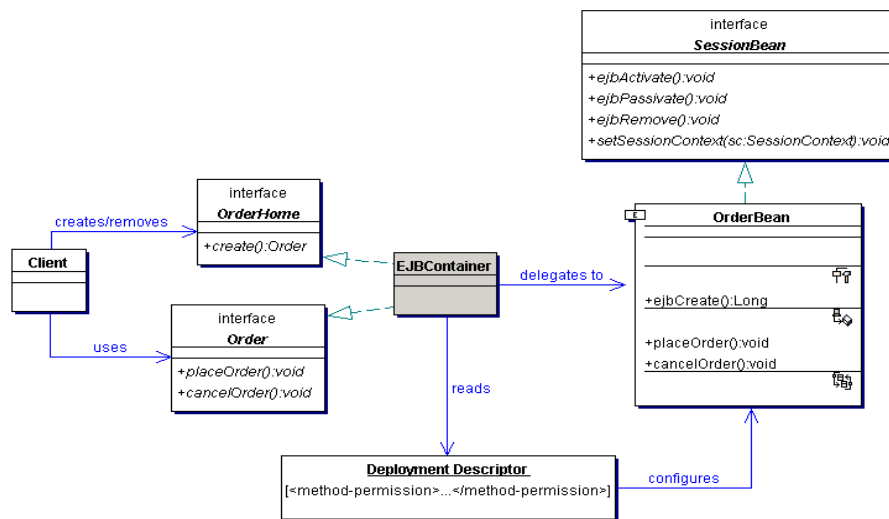 interface
SessionBean
+ejbActivate():void
+ejbPassivate():void
+ejbRemove():void
+setSessionContext(sc:SessionContext):void
interface
OrderHome
+create():Order
creates/removes
Client
uses
interface
Order
+placeOrder():void
+cancelOrder():void
EJBContainer
delegates to
reads
E
OrderBean
+ejbCreate():Long
+placeOrder():void
+cancelOrder():void
Deployment Descriptor
[<method-permission>...</method-permission>]
configures